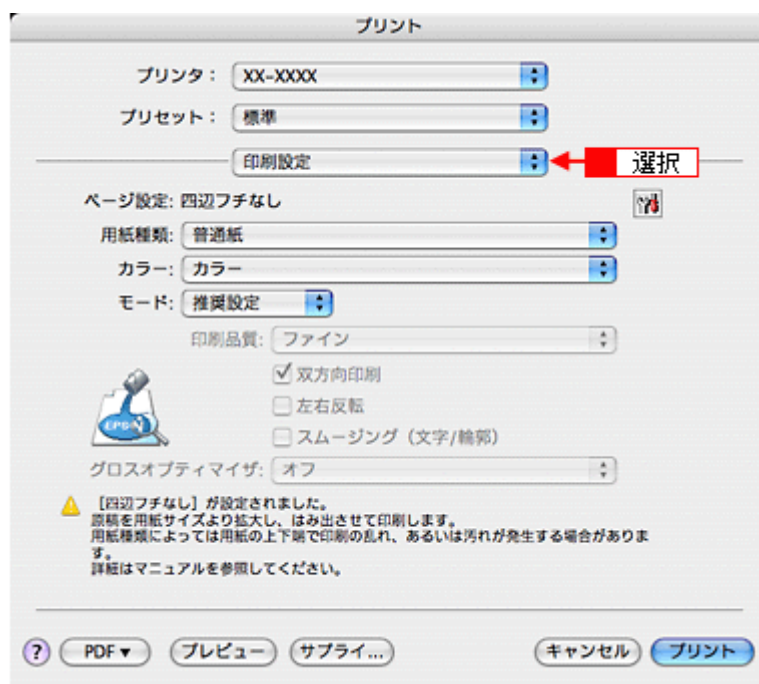 プリント
プリンタ： XX-XXXX
プリセット： 標準
印刷設定 選択
ページ設定: 四辺フチなし
用紙種類: 普通紙
カラー: カラー
モード: 推奨設定
印刷品質: ファイン
双方向印刷
左右反転
スムージング（文字/輪郭）
EPSON
グロスオプティマイザ: オフ
[四辺フチなし] が設定されました。
原稿を用紙サイズより拡大し、はみ出させて印刷します。
用紙種類によっては用紙の上下端で印刷の乱れ、あるいは汚れが発生する場合がありま
す。
詳細はマニュアルを参照してください。
? PDF▼ プレビュー サプライ... キャンセル プリント